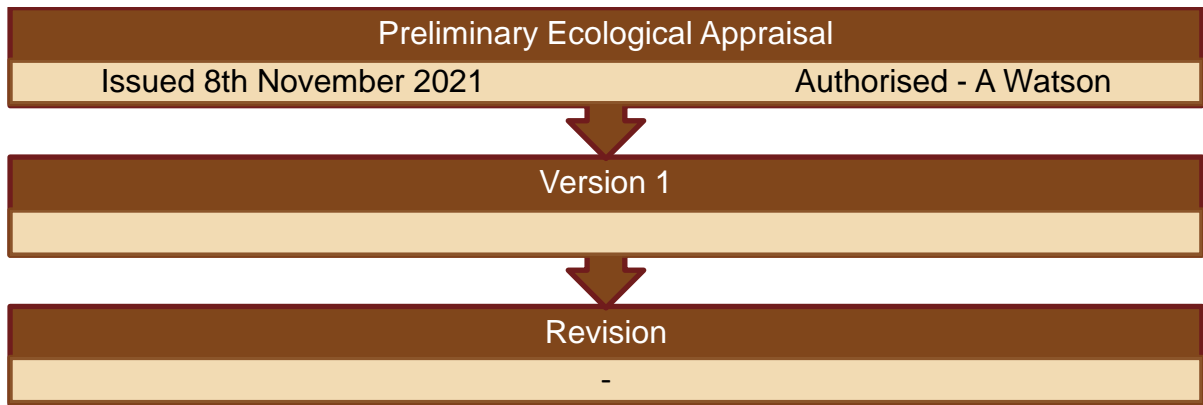 Preliminary Ecological Appraisal
Issued 8th November 2021 Authorised - A Watson
Version 1
Revision
-